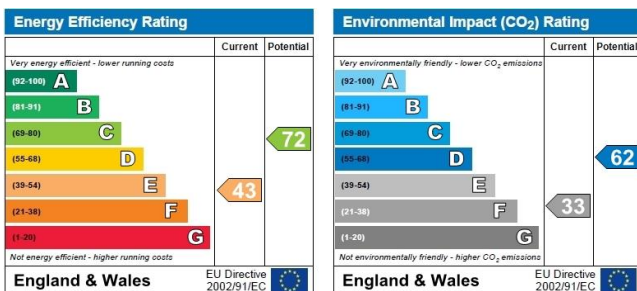 Energy Efficiency Rating
Current Potential
Very energy efficient - lower running costs
(92-100) A
(81-91) B
(69-80) C
72
(55-68) D
(39-54) E
43
(21-38) F
(1-20) G
Not energy efficient - higher running costs
England & Wales
EU Directive
2002/91/EC
Environmental Impact (CO₂) Rating
Current Potential
Very environmentally friendly - lower CO₂ emissions
(92-100) A
(81-91) B
(69-80) C
(55-68) D
62
(39-54) E
(21-38) F
33
(1-20) G
Not environmentally friendly - higher CO₂ emissions
England & Wales
EU Directive
2002/91/EC